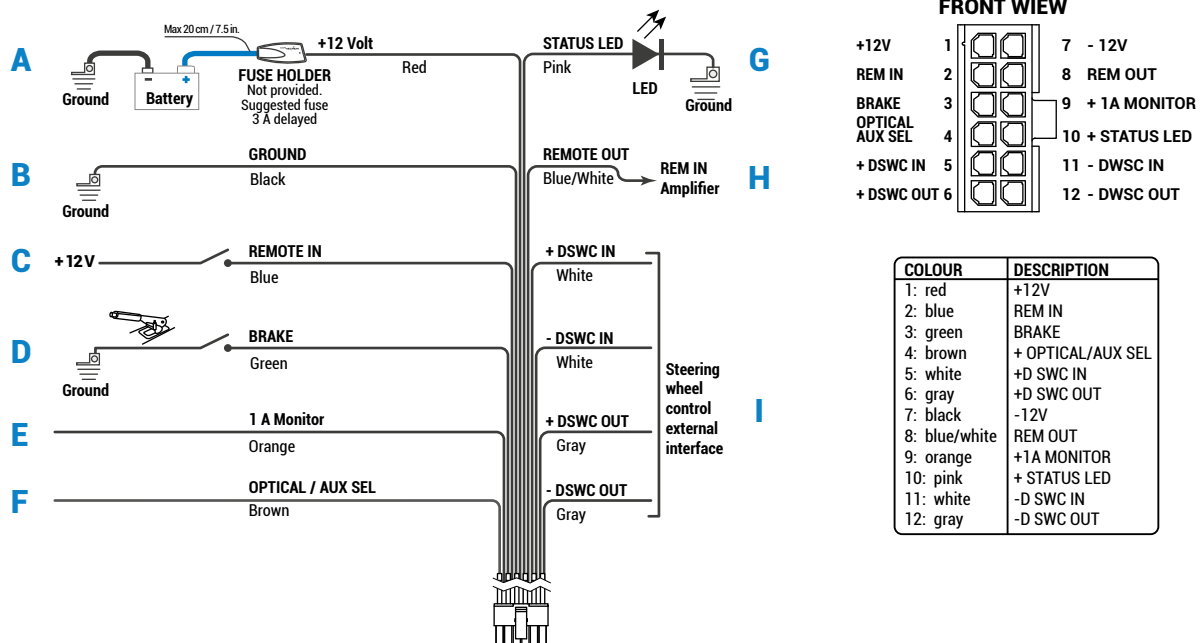 A
Max 20 cm / 7.5 in.
+12 Volt
Red
Ground
-
+
Battery
FUSE HOLDER
Not provided.
Suggested fuse
3 A delayed
B
GROUND
Black
Ground
C
+12V
REMOTE IN
Blue
D
BRAKE
Green
Ground
E
1 A Monitor
Orange
F
OPTICAL / AUX SEL
Brown
STATUS LED
Pink
LED
Ground
G
REMOTE OUT
Blue/White
REM IN
Amplifier
H
+ DSWC IN
White
- DSWC IN
White
+ DSWC OUT
Gray
- DSWC OUT
Gray
Steering
wheel
control
external
interface
I
FRONT WIEW
+12V 1
REM IN 2
BRAKE 3
OPTICAL
AUX SEL 4
+ DSWC IN 5
+ DSWC OUT 6
7 - 12V
8 REM OUT
9 + 1A MONITOR
10 + STATUS LED
11 - DWSC IN
12 - DWSC OUT
COLOUR DESCRIPTION
1: red +12V
2: blue REM IN
3: green BRAKE
4: brown + OPTICAL/AUX SEL
5: white +D SWC IN
6: gray +D SWC OUT
7: black -12V
8: blue/white REM OUT
9: orange +1A MONITOR
10: pink + STATUS LED
11: white -D SWC IN
12: gray -D SWC OUT